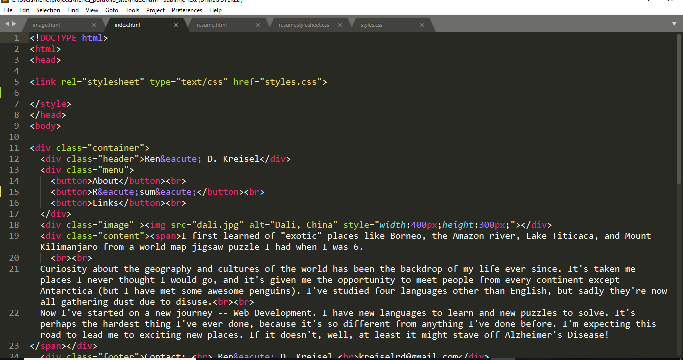 File Edit Selection Find View Goto Tools Project Preferences Help
image.html index.html resume.html resumestylesheet.css styles.css
1 <!DOCTYPE html>
2 <html>
3 <head>
4
5 <link rel="stylesheet" type="text/css" href="styles.css">
6
7 </style>
8 </head>
9 <body>
10
11 <div class="container">
12 <div class="header">Ren&eacute; D. Kreisel</div>
13 <div class="menu">
14 <button>About</button><br>
15 <button>R&eacute;sum&eacute;</button><br>
16 <button>Links</button><br>
17 </div>
18 <div class="image" ><img src="dali.jpg" alt="Dali, China" style="width:400px;height:300px;"></div>
19 <div class="content"><span>I first learned of "exotic" places like Borneo, the Amazon river, Lake Titicaca, and Mount
Kilimanjaro from a world map jigsaw puzzle I had when I was 6.
20 <br><br>
21 Curiosity about the geography and cultures of the world has been the backdrop of my life ever since. It's taken me
places I never thought I would go, and it's given me the opportunity to meet people from every continent except
Antarctica (but I have met some awesome penguins). I've studied four languages other than English, but sadly they're now
all gathering dust due to disuse.<br><br>
22 Now I've started on a new journey -- Web Development. I have new languages to learn and new puzzles to solve. It's
perhaps the hardest thing I've ever done, because it's so different from anything I've done before. I'm expecting this
road to lead me to exciting new places. If it doesn't, well, at least it might stave off Alzheimer's Disease!
23 </span></div>
24 <div class="footer">Contact: <br> Ren&eacute; D. Kreisel <br>kreiselrd@gmail.com</div>